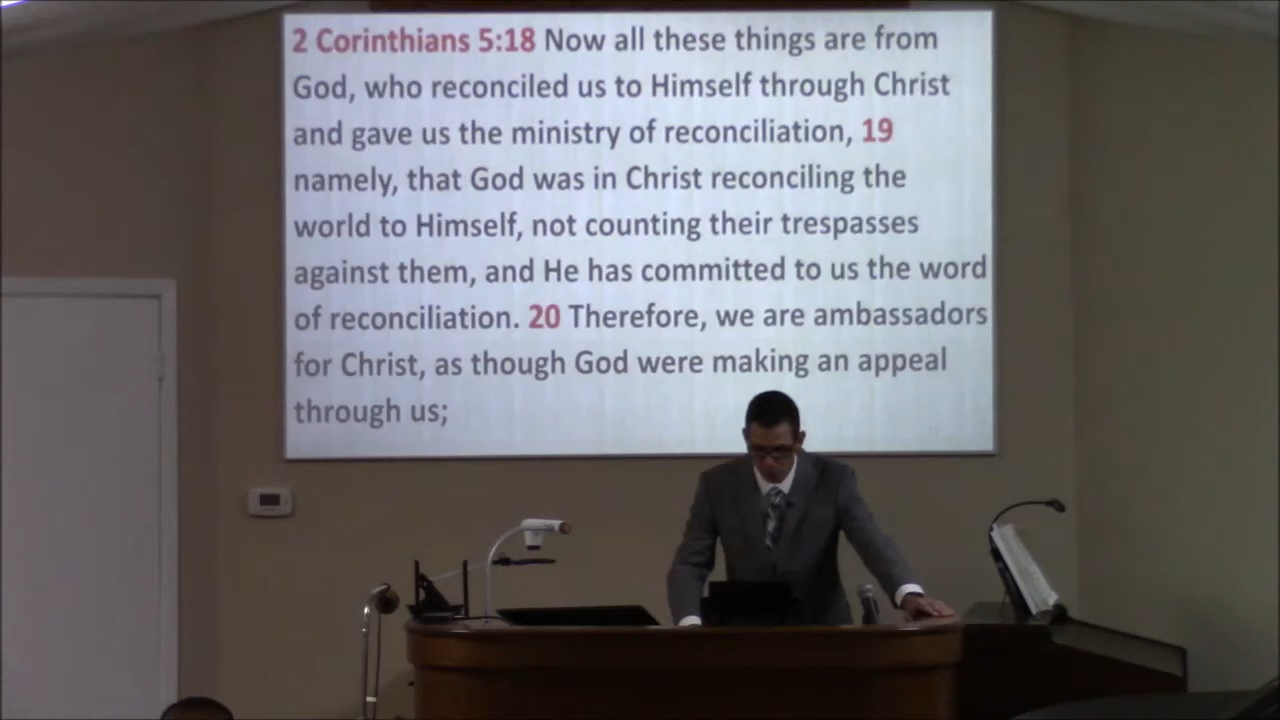 2 Corinthians 5:18 Now all these things are from
God, who reconciled us to Himself through Christ
and gave us the ministry of reconciliation, 19
namely, that God was in Christ reconciling the
world to Himself, not counting their trespasses
against them, and He has committed to us the word
of reconciliation. 20 Therefore, we are ambassadors
for Christ, as though God were making an appeal
through us;